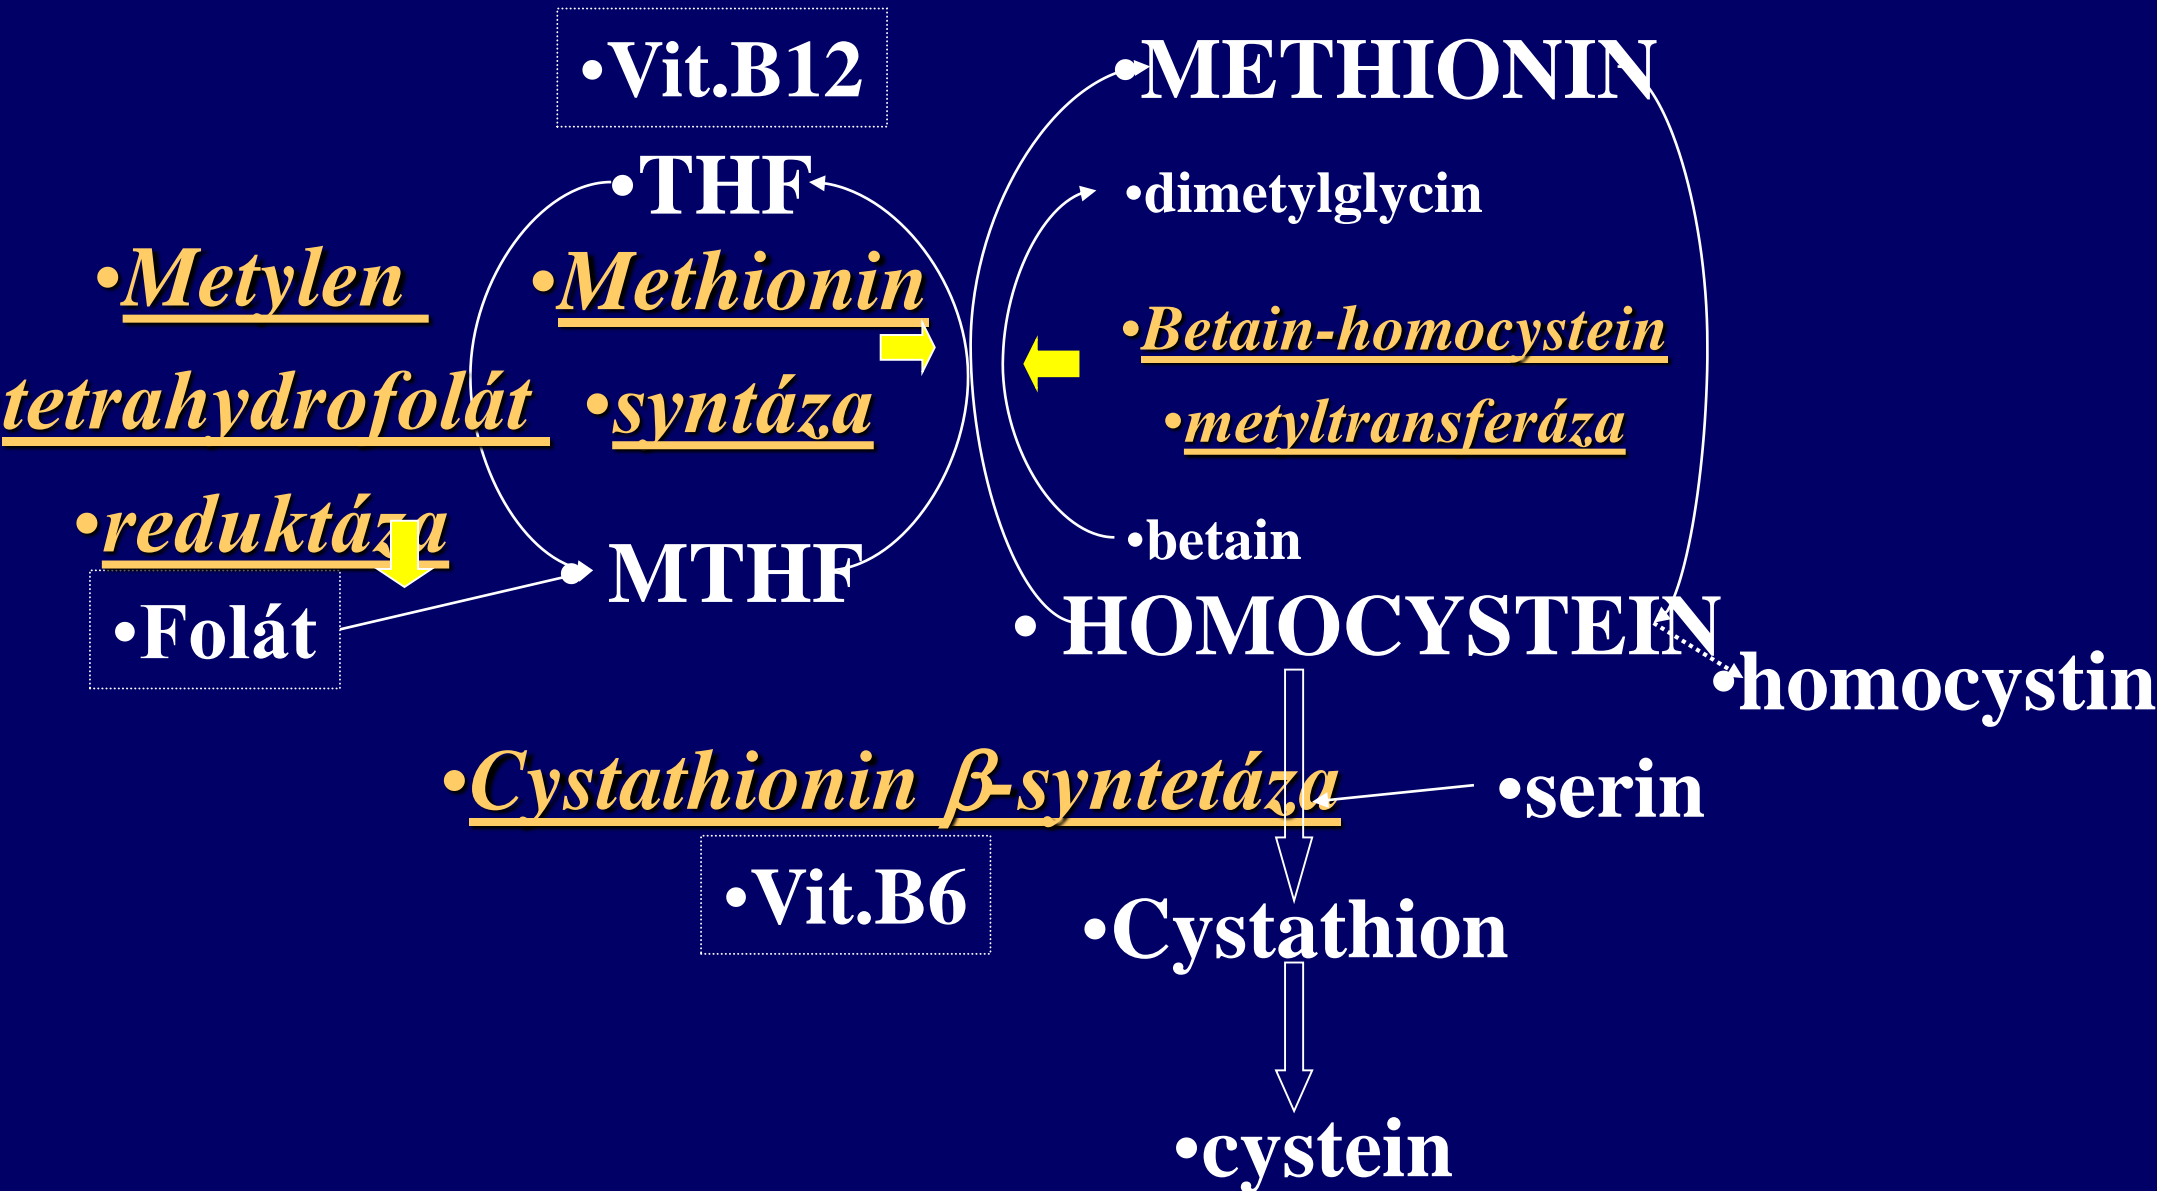 •Vit.B12
•METHIONIN
•THF
•dimetylglycin
•Metylen
tetrahydrofolát
•reduktáza
•Methionin
•syntáza
•Betain-homocystein
•metyltransferáza
•betain
• MTHF
•Folát
• HOMOCYSTEIN
•homocystin
•Cystathionin β-syntetáza
•serin
•Vit.B6
•Cystathion
•cystein